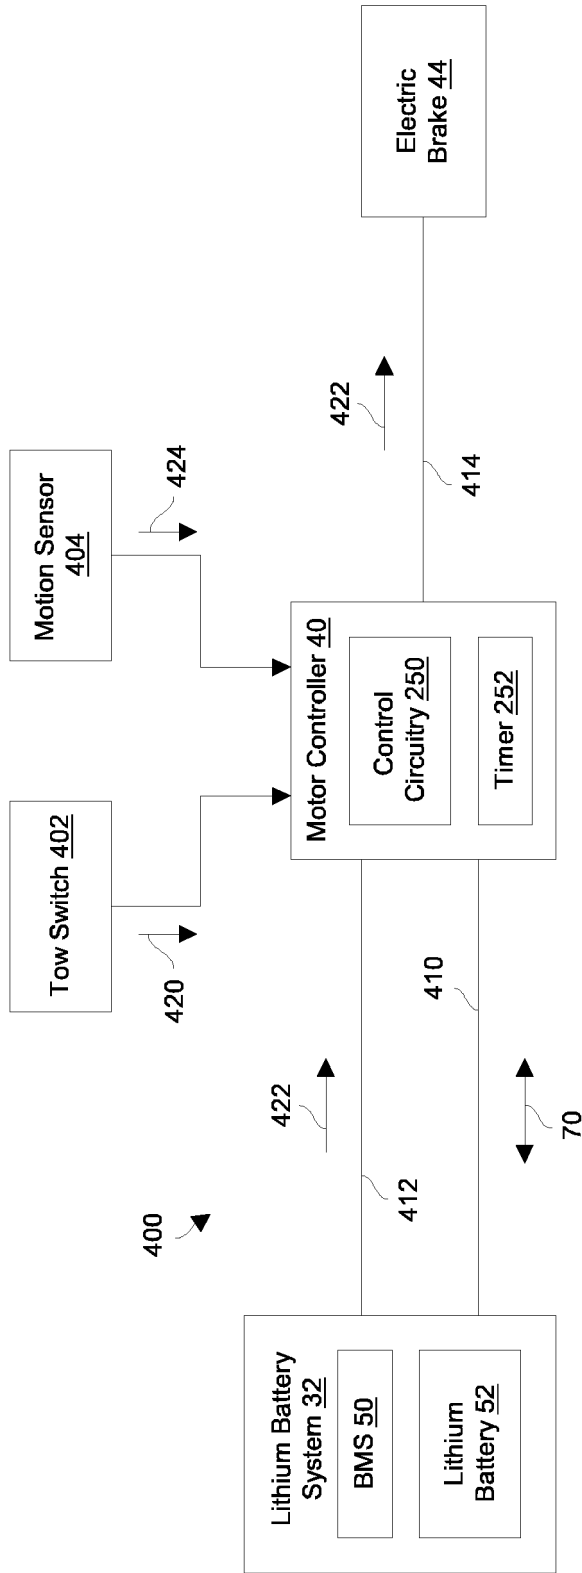 400
Lithium Battery
System 32
BMS 50
Lithium
Battery 52
422
412
410
70
Tow Switch 402
420
Motion Sensor
404
424
Motor Controller 40
Control
Circuitry 250
Timer 252
422
414
Electric
Brake 44